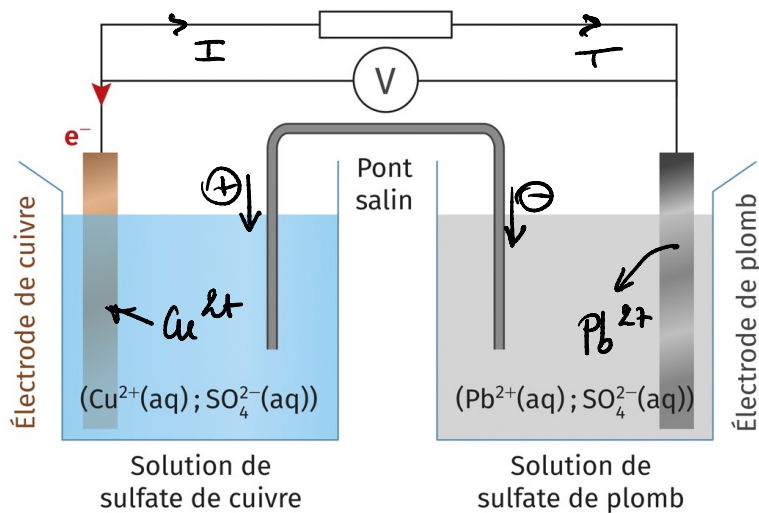 I
I
V
e⁻
Pont
salin
+
−
Électrode de cuivre
Électrode de plomb
Cu²⁺
Pb²⁺
(Cu²⁺(aq) ; SO₄²⁻(aq))
(Pb²⁺(aq) ; SO₄²⁻(aq))
Solution de
sulfate de cuivre
Solution de
sulfate de plomb